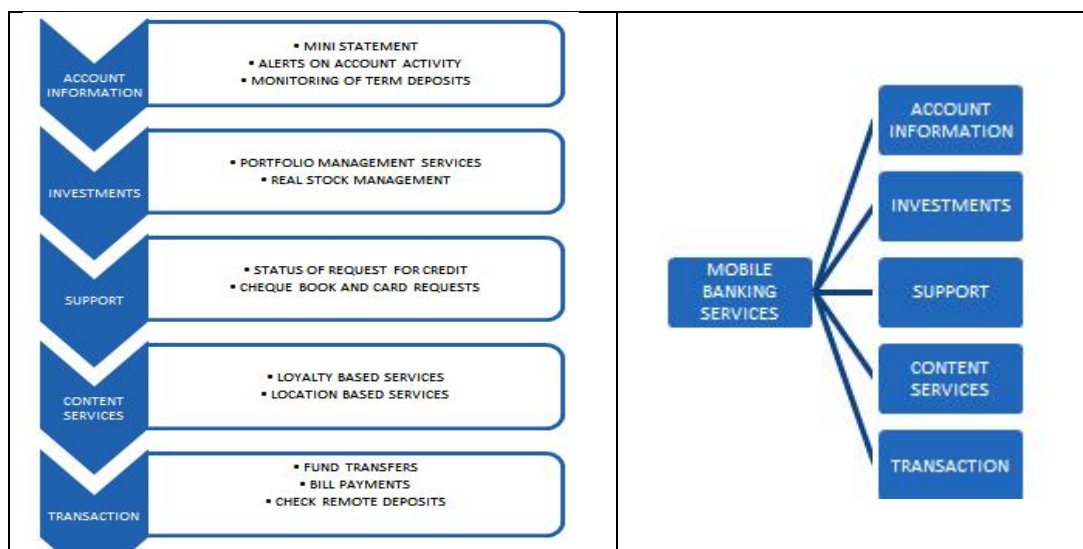 • MINI STATEMENT
• ALERTS ON ACCOUNT ACTIVITY
• MONITORING OF TERM DEPOSITS
ACCOUNT
INFORMATION
• PORTFOLIO MANAGEMENT SERVICES
• REAL STOCK MANAGEMENT
INVESTMENTS
• STATUS OF REQUEST FOR CREDIT
• CHEQUE BOOK AND CARD REQUESTS
SUPPORT
• LOYALTY BASED SERVICES
• LOCATION BASED SERVICES
CONTENT
SERVICES
• FUND TRANSFERS
• BILL PAYMENTS
• CHECK REMOTE DEPOSITS
TRANSACTION
MOBILE
BANKING
SERVICES
ACCOUNT
INFORMATION
INVESTMENTS
SUPPORT
CONTENT
SERVICES
TRANSACTION